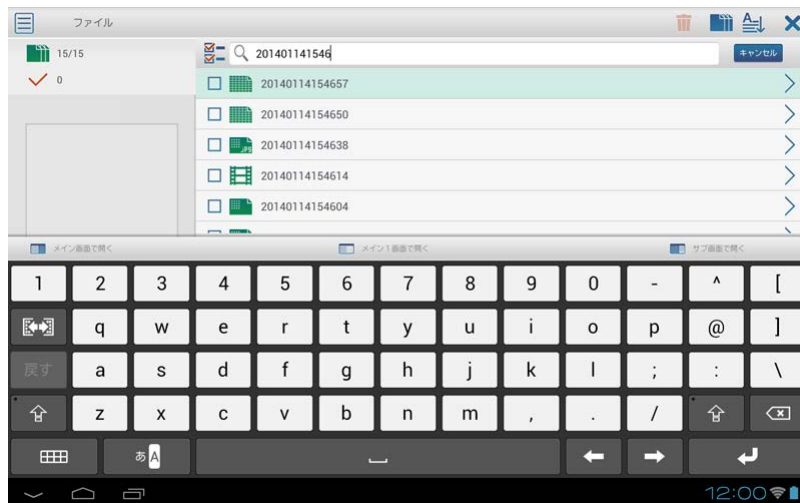 ファイル
15/15
0
201401141546
キャンセル
20140114154657
20140114154650
JPG
20140114154638
20140114154614
20140114154604
メイン画面で開く
メイン1画面で開く
サブ画面で開く
1 2 3 4 5 6 7 8 9 0 - ^ [
q w e r t y u i o p @ ]
戻す a s d f g h j k l ; : \
z x c v b n m , . /
あ A
12:00